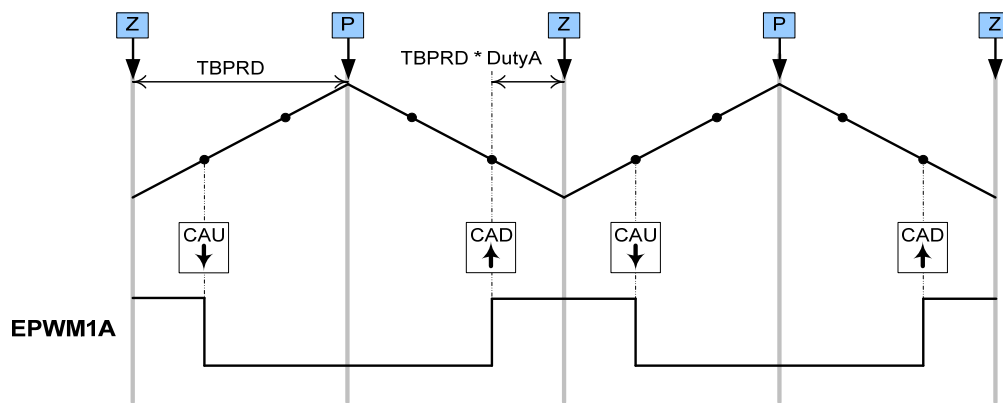 Z P Z P Z
TBPRD TBPRD * DutyA
CAU CAD CAU CAD
EPWM1A